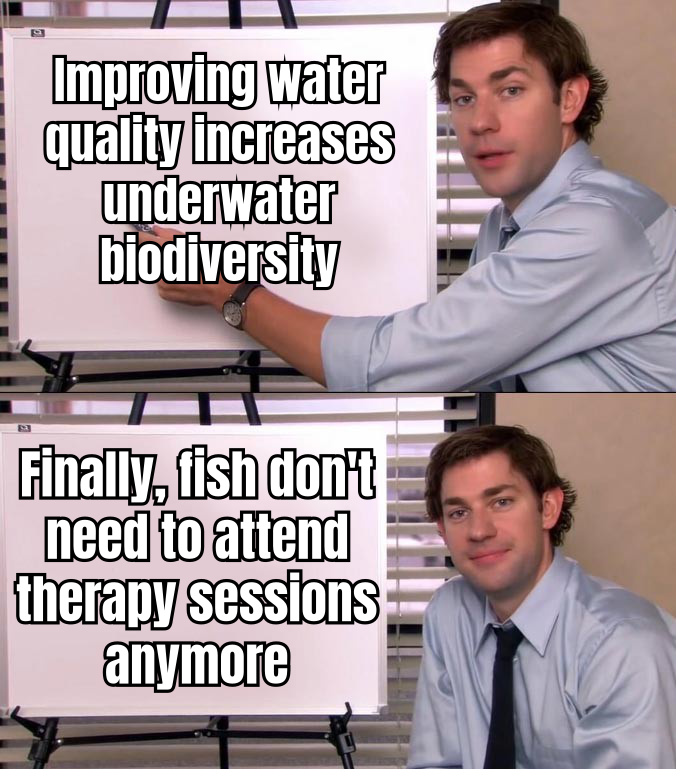 Improving water
quality increases
underwater
biodiversity
Finally, fish don't
need to attend
therapy sessions
anymore